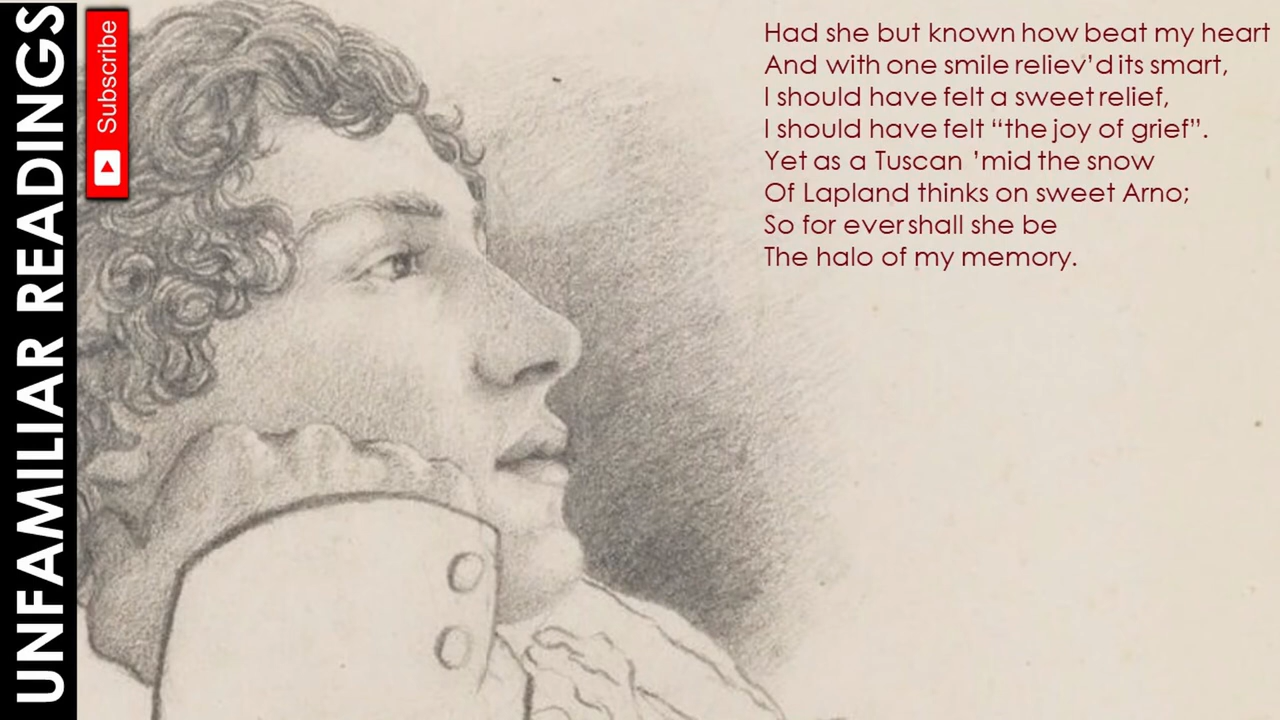 UNFAMILIAR READINGS
Subscribe
Had she but known how beat my heart
And with one smile reliev’d its smart,
I should have felt a sweet relief,
I should have felt “the joy of grief”.
Yet as a Tuscan ’mid the snow
Of Lapland thinks on sweet Arno;
So for ever shall she be
The halo of my memory.